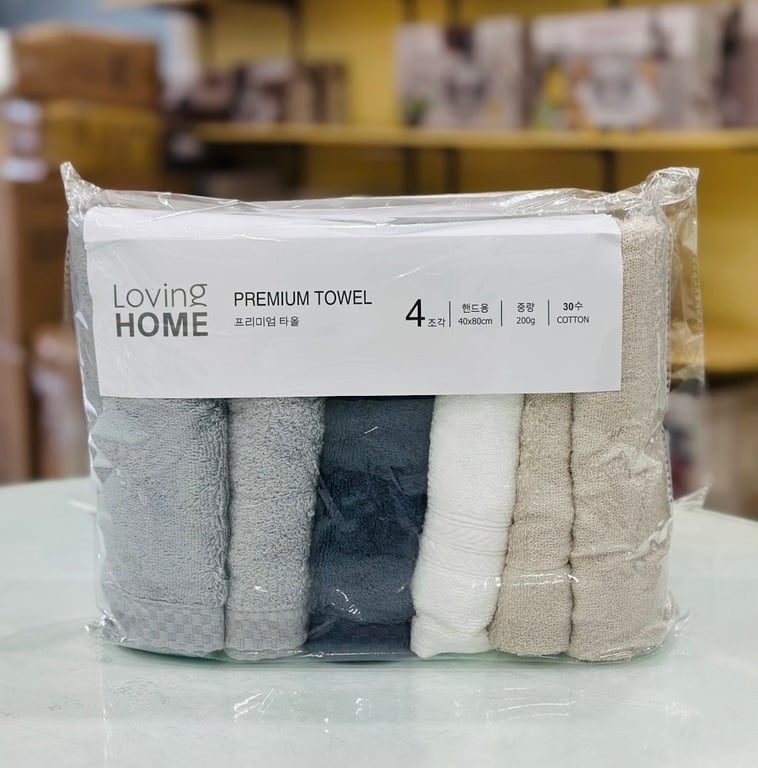 Loving
HOME
PREMIUM TOWEL
프리미엄 타올
4조각
핸드용
40x80cm
중량
200g
30수
COTTON